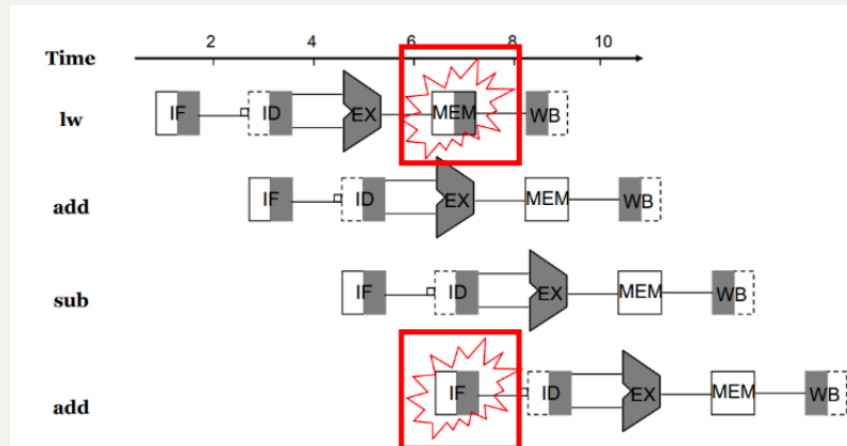 2 4 6 8 10
Time
lw IF ID EX MEM WB
add IF ID EX MEM WB
sub IF ID EX MEM WB
add IF ID EX MEM WB